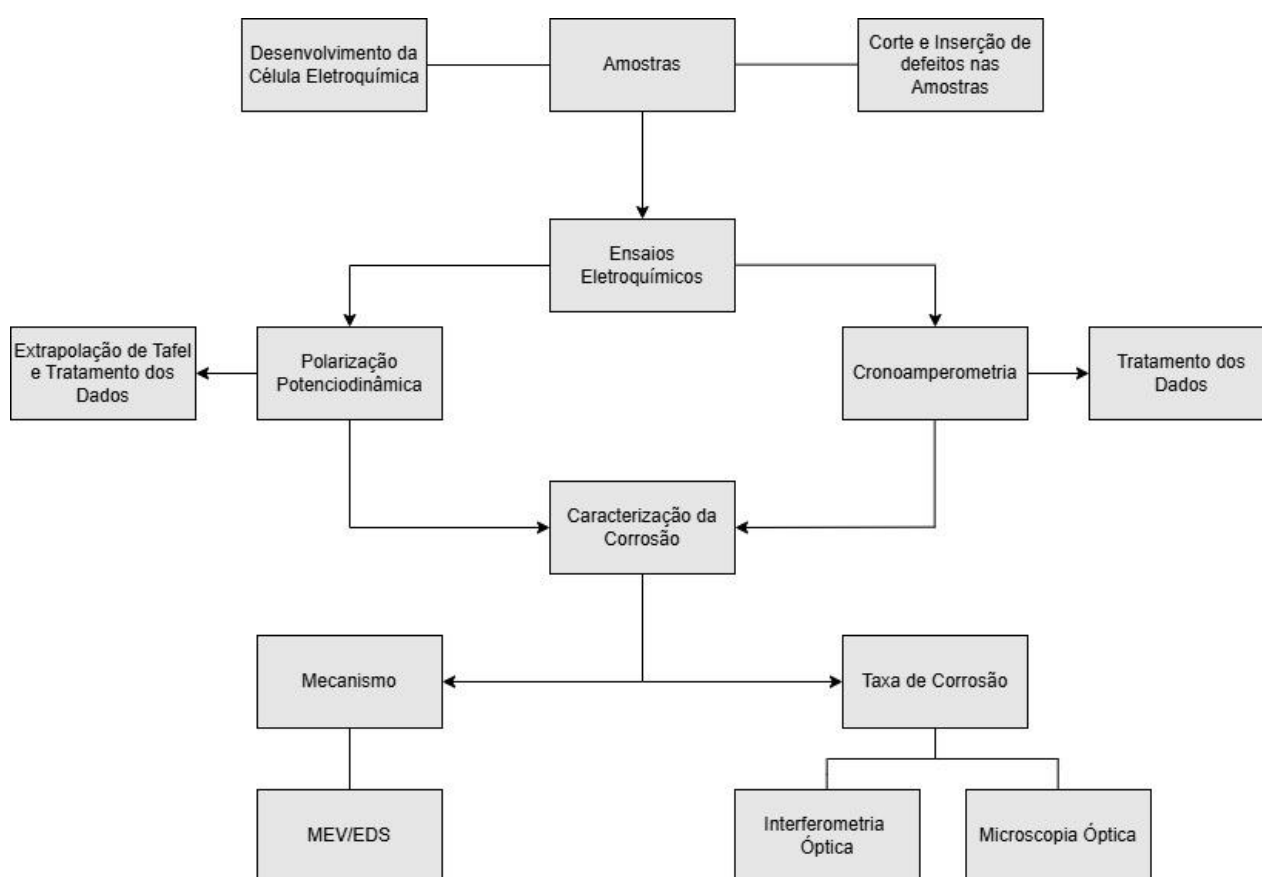 Desenvolvimento da
Célula Eletroquímica
Amostras
Corte e Inserção de
defeitos nas
Amostras
Ensaios
Eletroquímicos
Extrapolação de Tafel
e Tratamento dos
Dados
Polarização
Potenciodinâmica
Cronoamperometria
Tratamento dos
Dados
Caracterização da
Corrosão
Mecanismo
Taxa de Corrosão
MEV/EDS
Interferometria
Óptica
Microscopia Óptica